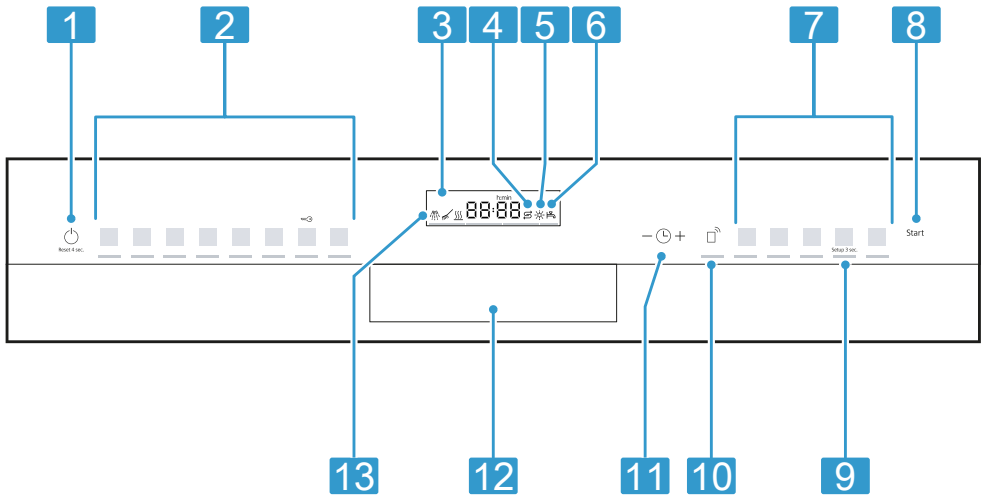 1 2 3 4 5 6 7 8
h:min
88:88
Reset 4 sec.
Setup 3 sec.
Start
13 12 11 10 9